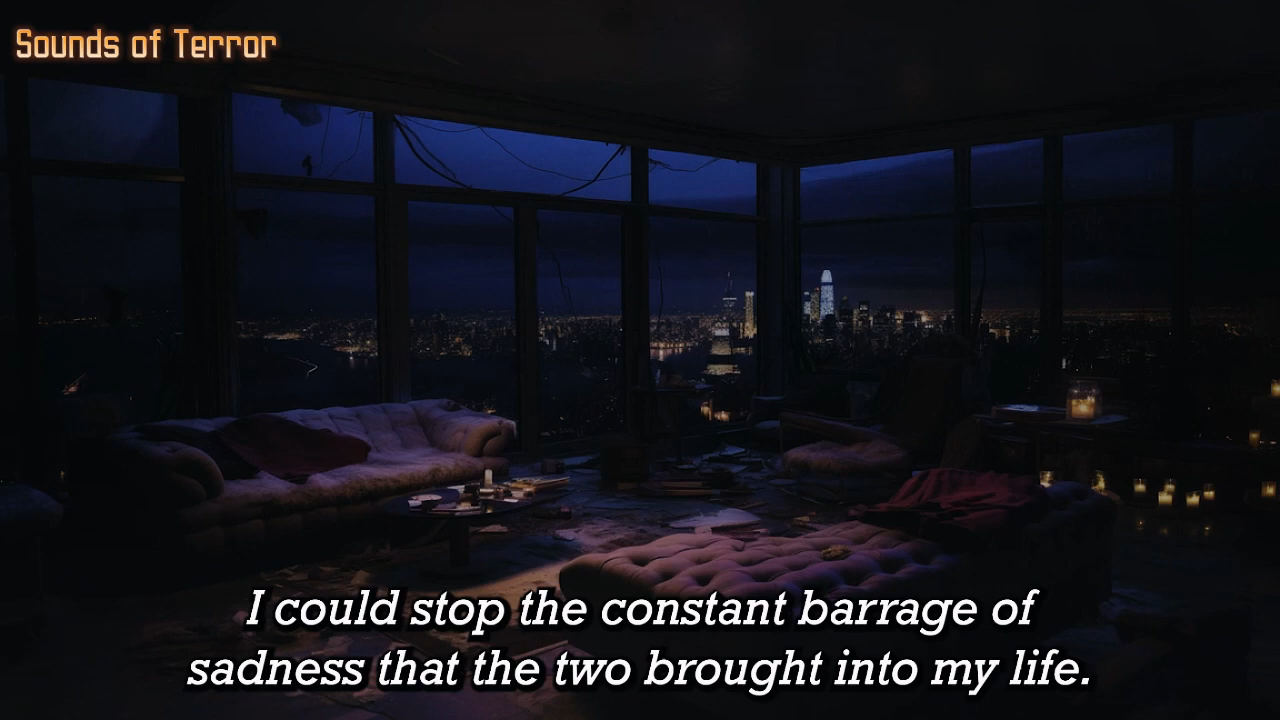 Sounds of Terror
I could stop the constant barrage of
sadness that the two brought into my life.